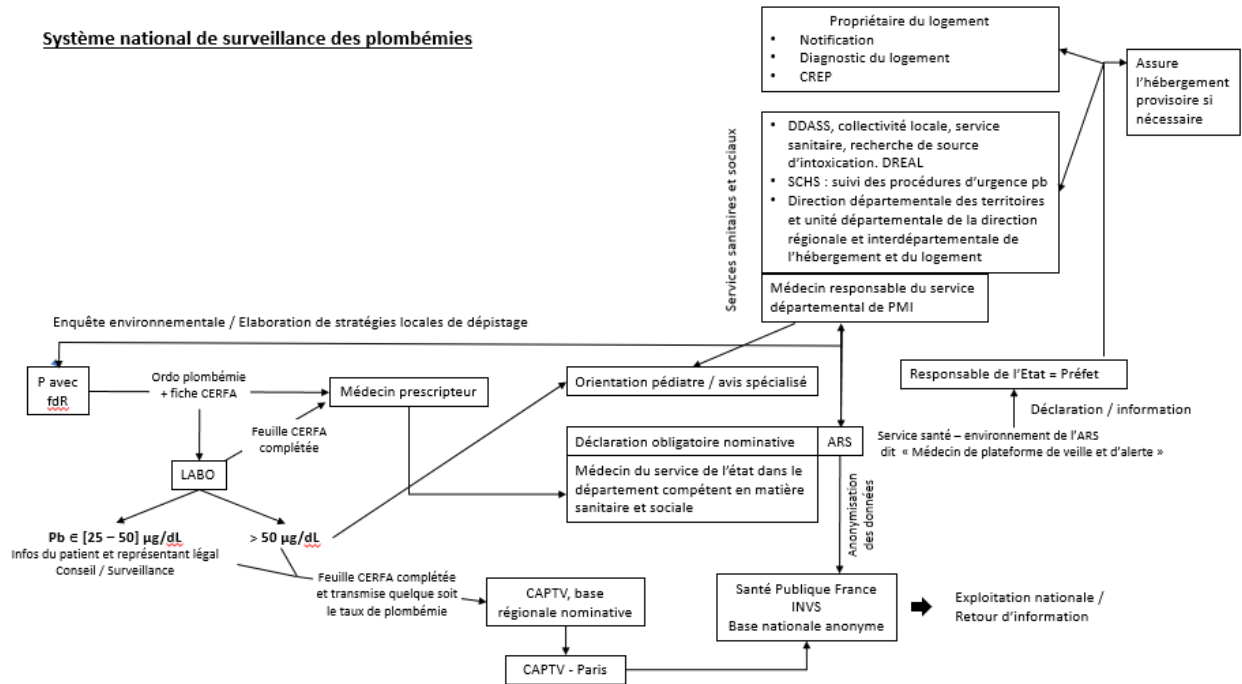 Système national de surveillance des plombémies
Propriétaire du logement
• Notification
• Diagnostic du logement
• CREP
Assure
l’hébergement
provisoire si
nécessaire
Services sanitaires et sociaux
• DDASS, collectivité locale, service
sanitaire, recherche de source
d’intoxication. DREAL
• SCHS : suivi des procédures d’urgence pb
• Direction départementale des territoires
et unité départementale de la direction
régionale et interdépartementale de
l’hébergement et du logement
Médecin responsable du service
départemental de PMI
Enquête environnementale / Elaboration de stratégies locales de dépistage
P avec
fdR
Ordo plombémie
+ fiche CERFA
Médecin prescripteur
Orientation pédiatre / avis spécialisé
Responsable de l’Etat = Préfet
Déclaration / information
Feuille CERFA
complétée
Déclaration obligatoire nominative
ARS
Service santé – environnement de l’ARS
dit « Médecin de plateforme de veille et d’alerte »
LABO
Médecin du service de l’état dans le
département compétent en matière
sanitaire et sociale
Anonymisation
des données
Pb ∈ [25 – 50] µg/dL
Infos du patient et représentant légal
Conseil / Surveillance
> 50 µg/dL
Feuille CERFA complétée
et transmise quelque soit
le taux de plombémie
CAPTV, base
régionale nominative
Santé Publique France
INVS
Base nationale anonyme
Exploitation nationale /
Retour d’information
CAPTV - Paris